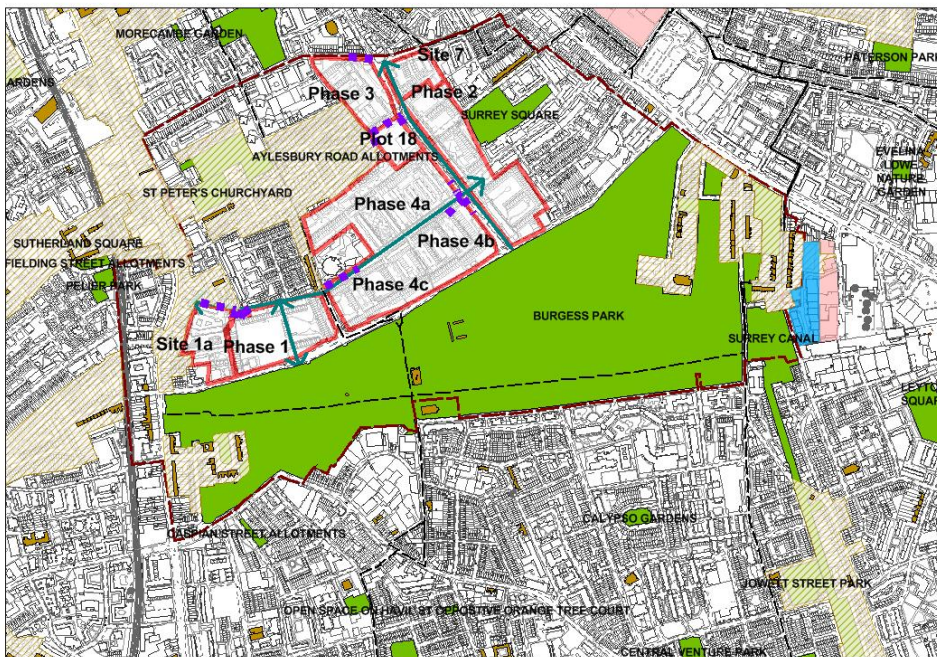 MORECAMBE GARDEN
Site 7
PATERSON PARK
ARDENS
Phase 3
Phase 2
SURREY SQUARE
Plot 18
AYLESBURY ROAD ALLOTMENTS
EVELINA
LOWE
NATURE
GARDEN
ST PETER'S CHURCHYARD
Phase 4a
SUTHERLAND SQUARE
Phase 4b
FIELDING STREET ALLOTMENTS
PELIER PARK
Phase 4c
BURGESS PARK
Site 1a
Phase 1
SURREY CANAL
LEYTO
SQUAR
CASPIAN STREET ALLOTMENTS
CALYPSO GARDENS
JOWETT STREET PARK
OPEN SPACE ON HAVIL ST OPPOSTIVE ORANGE TREE COURT
CENTRAL VENTURE PARK